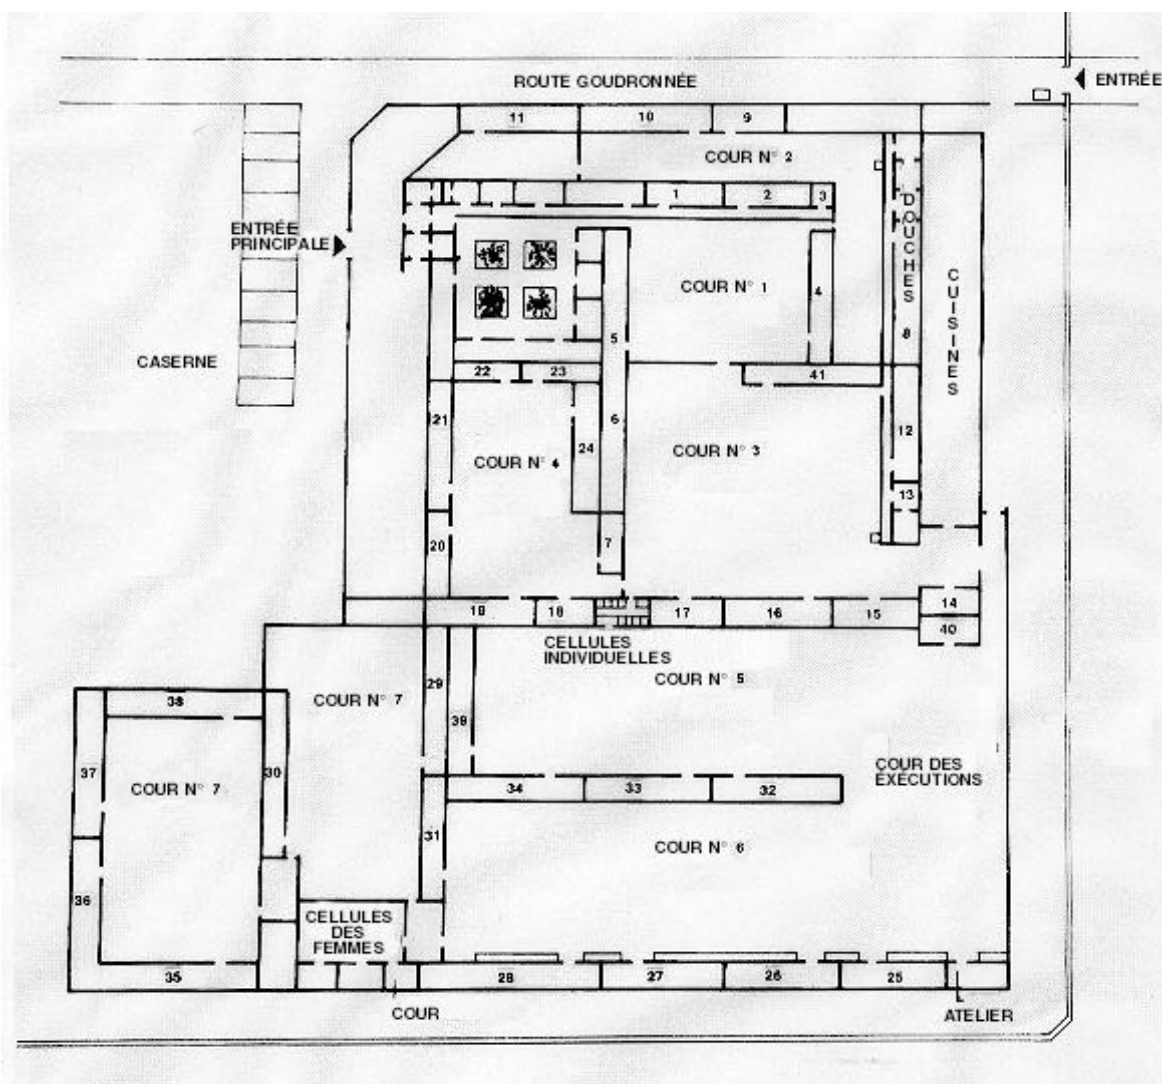 ROUTE GOUDRONNÉE
ENTRÉE
11
10
9
COUR N° 2
1
2
3
ENTRÉE
PRINCIPALE
DOUCHES
CUISINES
COUR N° 1
4
5
8
CASERNE
22
23
41
21
6
24
12
COUR N° 4
COUR N° 3
13
20
7
19
18
17
16
15
14
40
CELLULES
INDIVIDUELLES
29
COUR N° 5
COUR N° 7
38
39
37
30
COUR N° 7
COUR DES
EXÉCUTIONS
34
33
32
31
COUR N° 6
36
CELLULES
DES
FEMMES
35
28
27
26
25
COUR
ATELIER